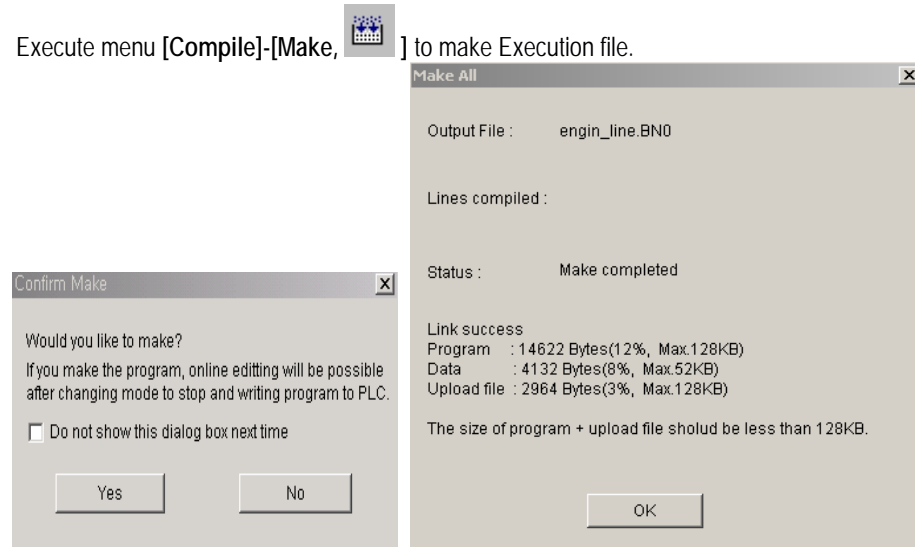 Execute menu [Compile]-[Make, ] to make Execution file.
Confirm Make
Would you like to make?
If you make the program, online editting will be possible
after changing mode to stop and writing program to PLC.
Do not show this dialog box next time
Yes No
Make All
Output File : engin_line.BN0
Lines compiled :
Status : Make completed
Link success
Program : 14622 Bytes(12%, Max.128KB)
Data : 4132 Bytes(8%, Max.52KB)
Upload file : 2964 Bytes(3%, Max.128KB)
The size of program + upload file sholud be less than 128KB.
OK